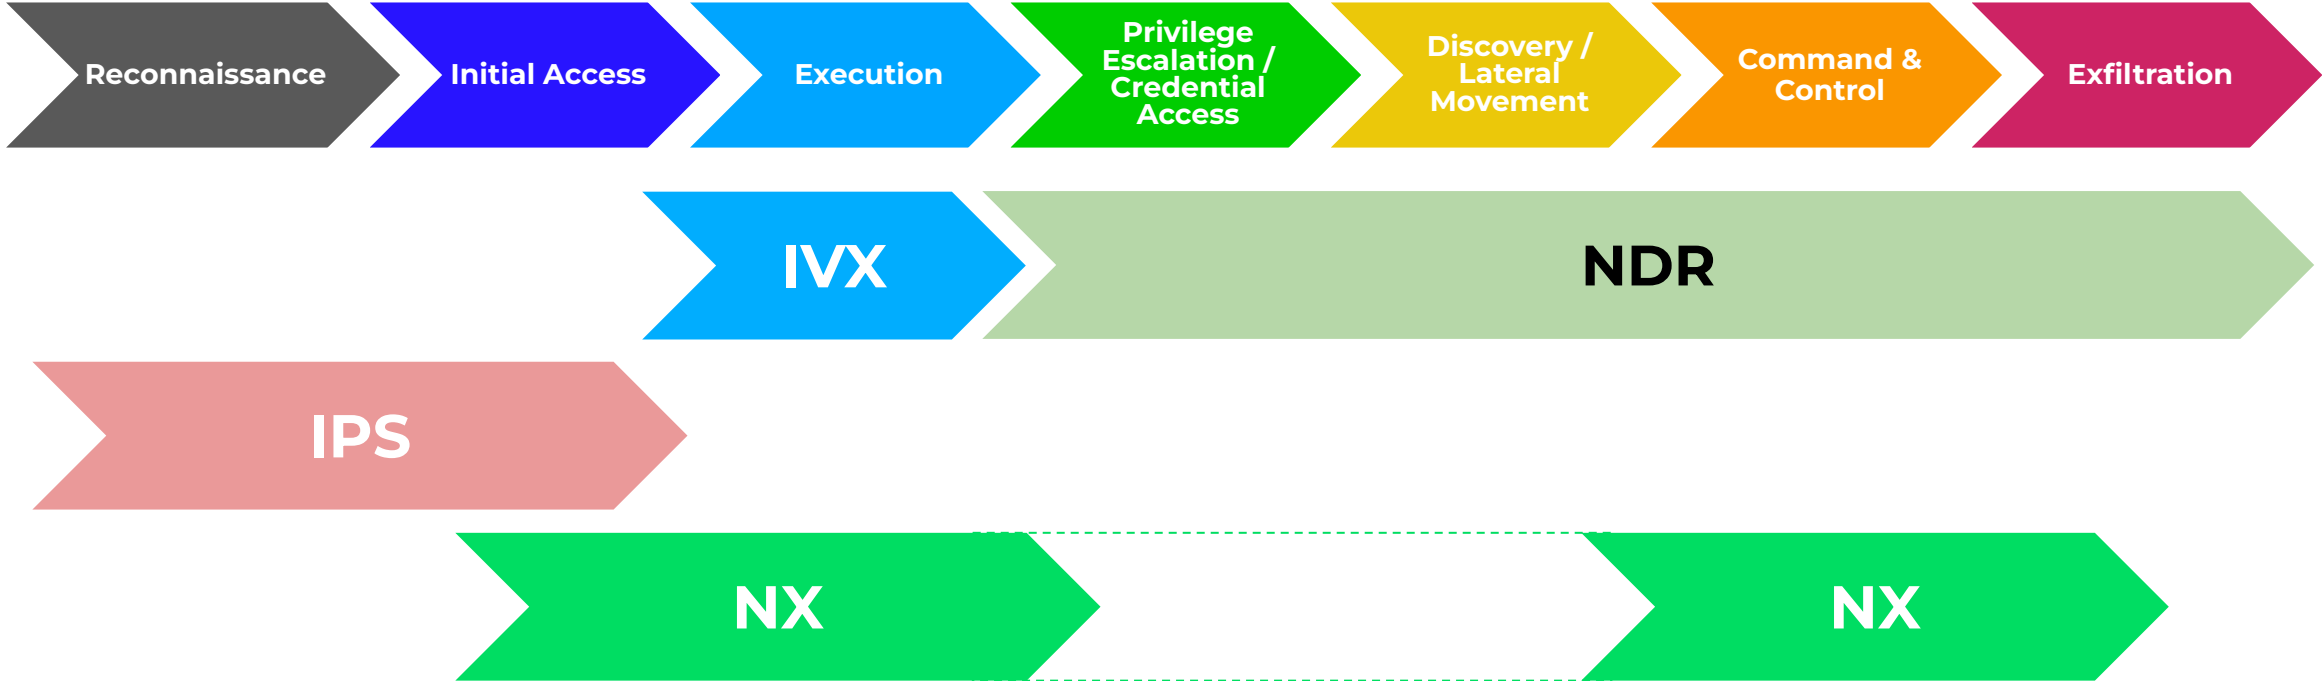 Reconnaissance
Initial Access
Execution
Privilege
Escalation /
Credential
Access
Discovery /
Lateral
Movement
Command &
Control
Exfiltration
IVX
NDR
IPS
NX
NX